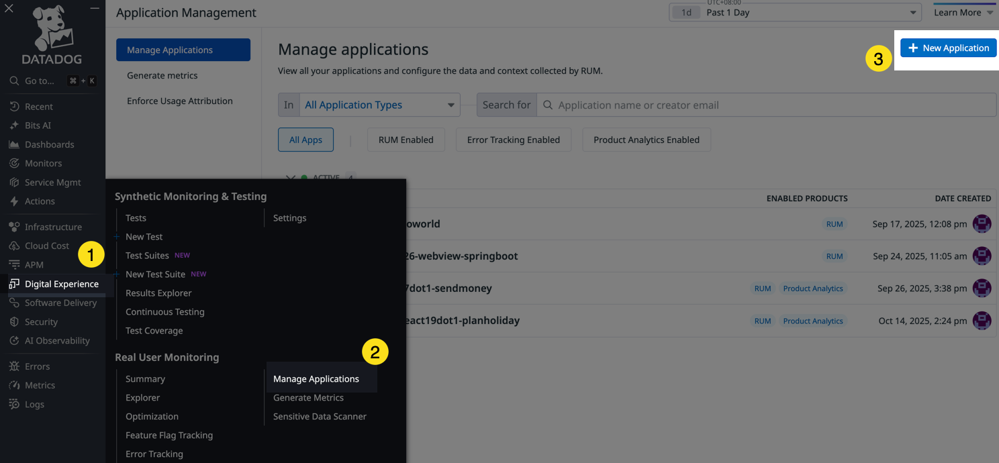 DATADOG
Go to... ⌘ + K
Recent
Bits AI
Dashboards
Monitors
Service Mgmt
Actions
Infrastructure
Cloud Cost
APM
Digital Experience
Software Delivery
Security
AI Observability
Errors
Metrics
Logs
1
Application Management
UTC+08:00
1d Past 1 Day
Learn More
Manage Applications
Generate metrics
Enforce Usage Attribution
Manage applications
+ New Application
3
View all your applications and configure the data and context collected by RUM.
In All Application Types
Search for Application name or creator email
All Apps
RUM Enabled
Error Tracking Enabled
Product Analytics Enabled
ACTIVE 4
ENABLED PRODUCTS DATE CREATED
oworld RUM Sep 17, 2025, 12:08 pm
26-webview-springboot RUM Sep 24, 2025, 11:05 am
7dot1-sendmoney RUM Product Analytics Sep 26, 2025, 3:38 pm
eact19dot1-planholiday RUM Product Analytics Oct 14, 2025, 2:24 pm
Synthetic Monitoring & Testing
Tests
+ New Test
Test Suites NEW
+ New Test Suite NEW
Results Explorer
Continuous Testing
Test Coverage
Settings
Real User Monitoring
2
Summary
Explorer
Optimization
Feature Flag Tracking
Error Tracking
Manage Applications
Generate Metrics
Sensitive Data Scanner